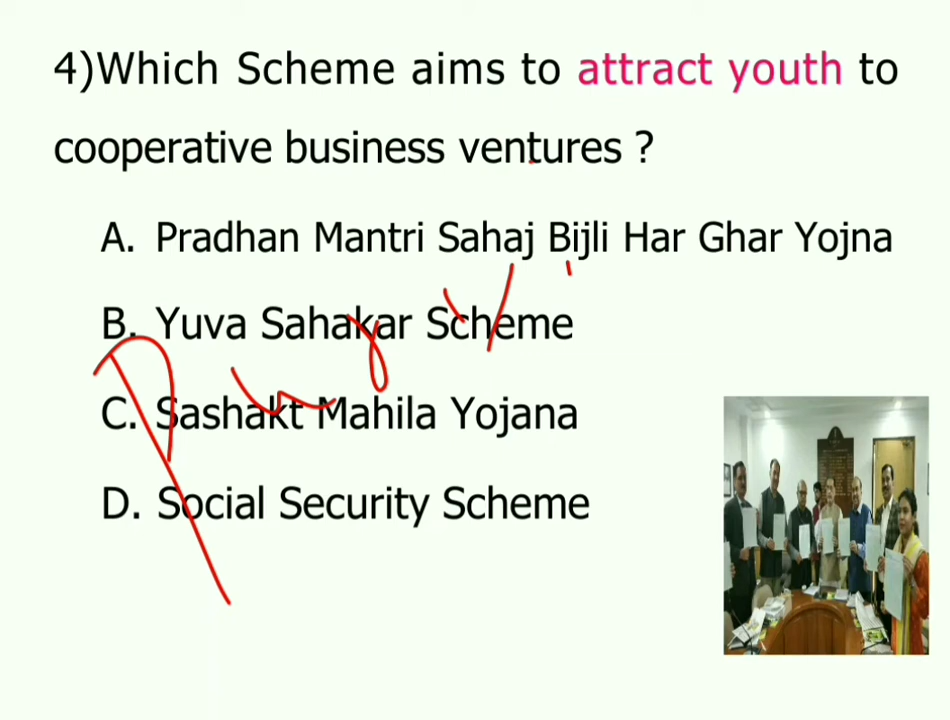 4)Which Scheme aims to attract youth to
cooperative business ventures ?
A. Pradhan Mantri Sahaj Bijli Har Ghar Yojna
B. Yuva Sahakar Scheme
C. Sashakt Mahila Yojana
D. Social Security Scheme